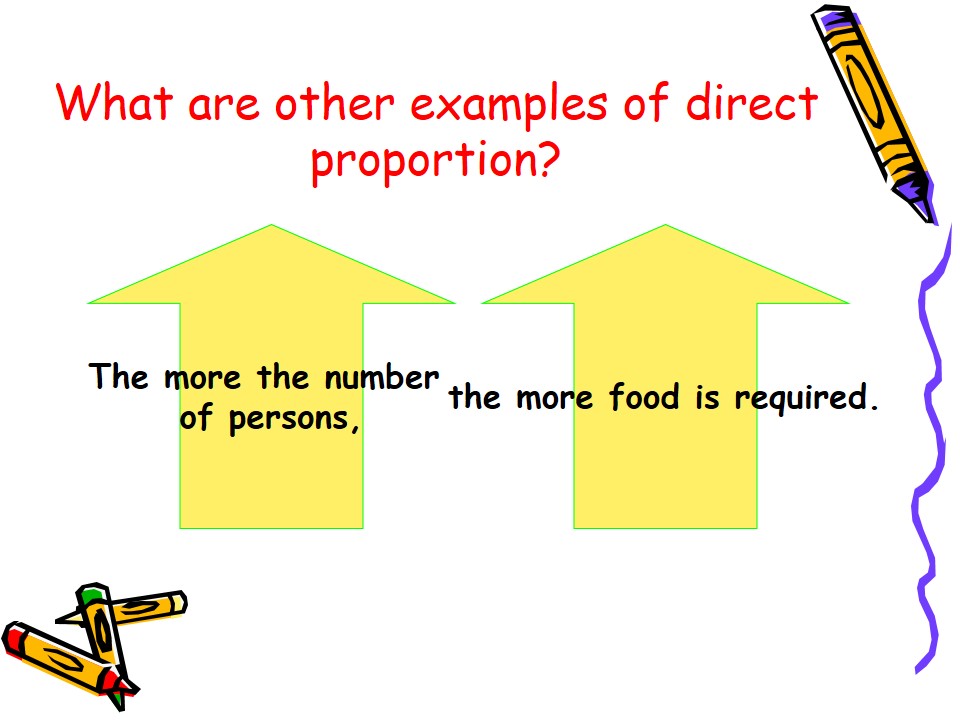 What are other examples of direct
proportion?
The more the number
of persons,
the more food is required.